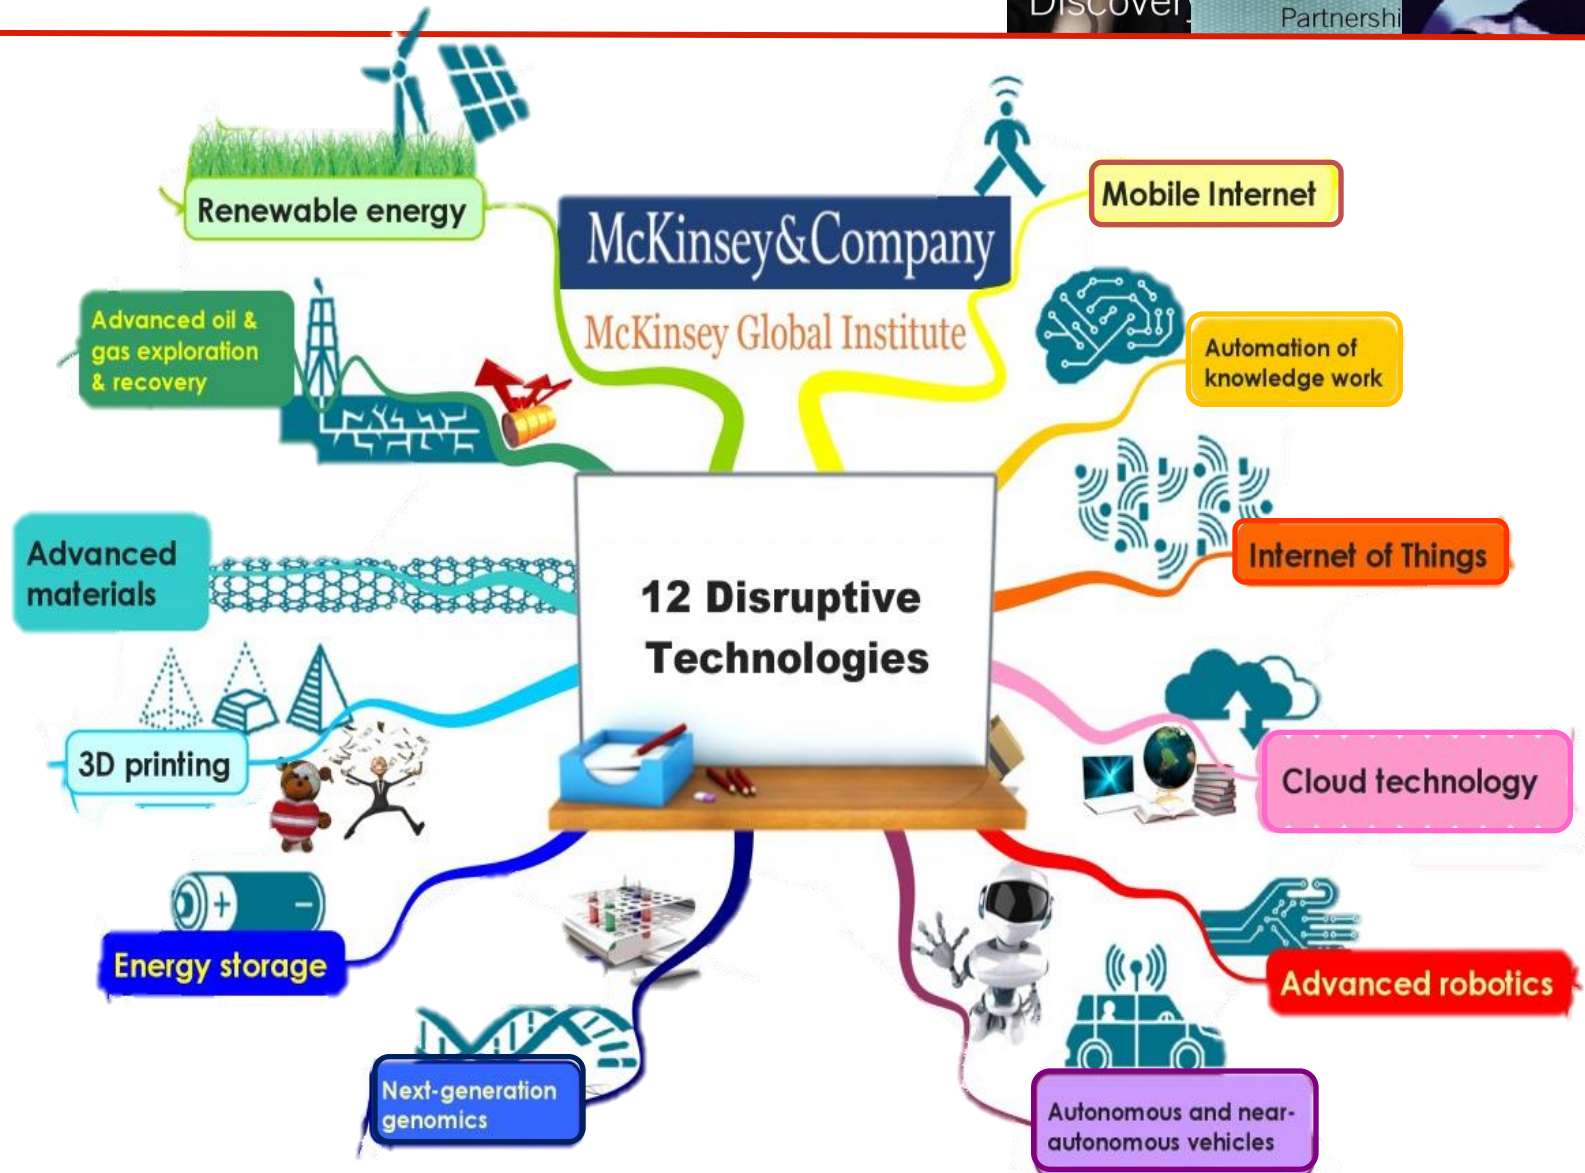 Discovery
Partnershi
McKinsey&Company
McKinsey Global Institute
12 Disruptive
Technologies
Mobile Internet
Automation of
knowledge work
Internet of Things
Cloud technology
Advanced robotics
Autonomous and near-
autonomous vehicles
Next-generation
genomics
Energy storage
3D printing
Advanced
materials
Advanced oil &
gas exploration
& recovery
Renewable energy